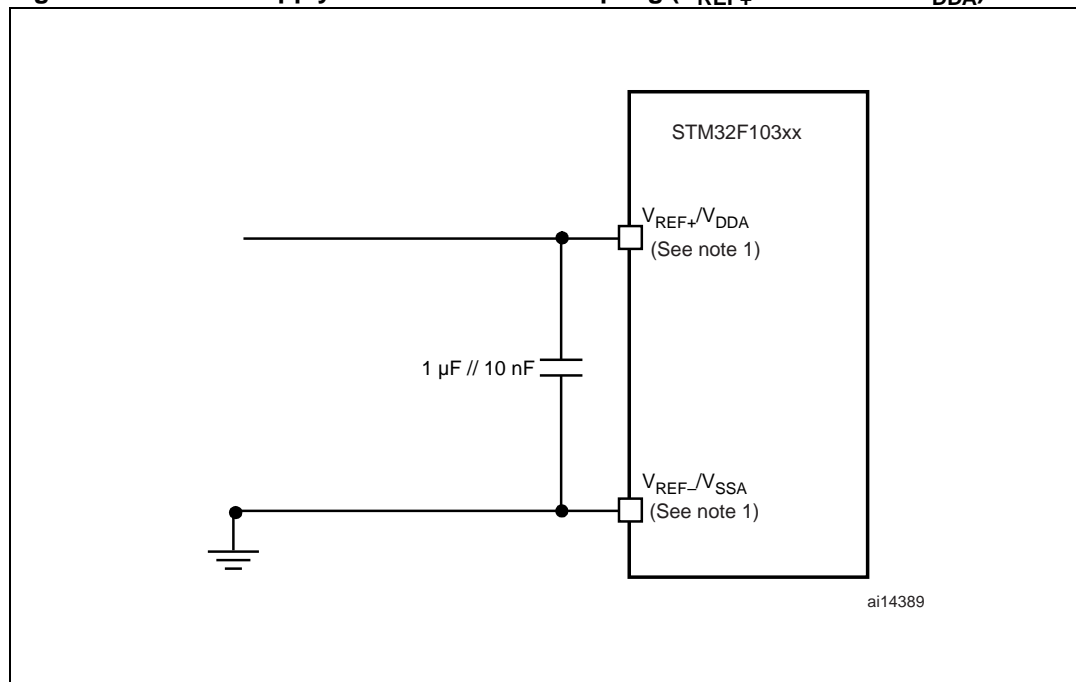 STM32F103xx
VREF+/VDDA
(See note 1)
1 µF // 10 nF
VREF–/VSSA
(See note 1)
ai14389